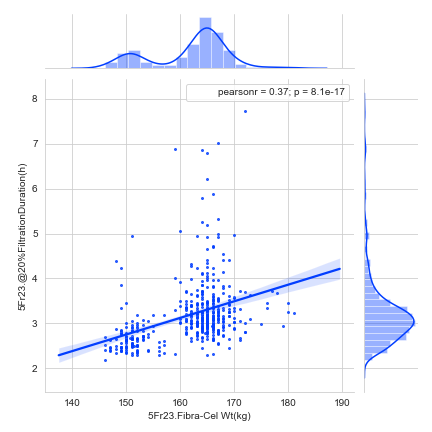 pearsonr = 0.37; p = 8.1e-17
8
7
6
5
4
3
2
5Fr23.@20%FiltrationDuration(h)
140 150 160 170 180 190
5Fr23.Fibra-Cel Wt(kg)